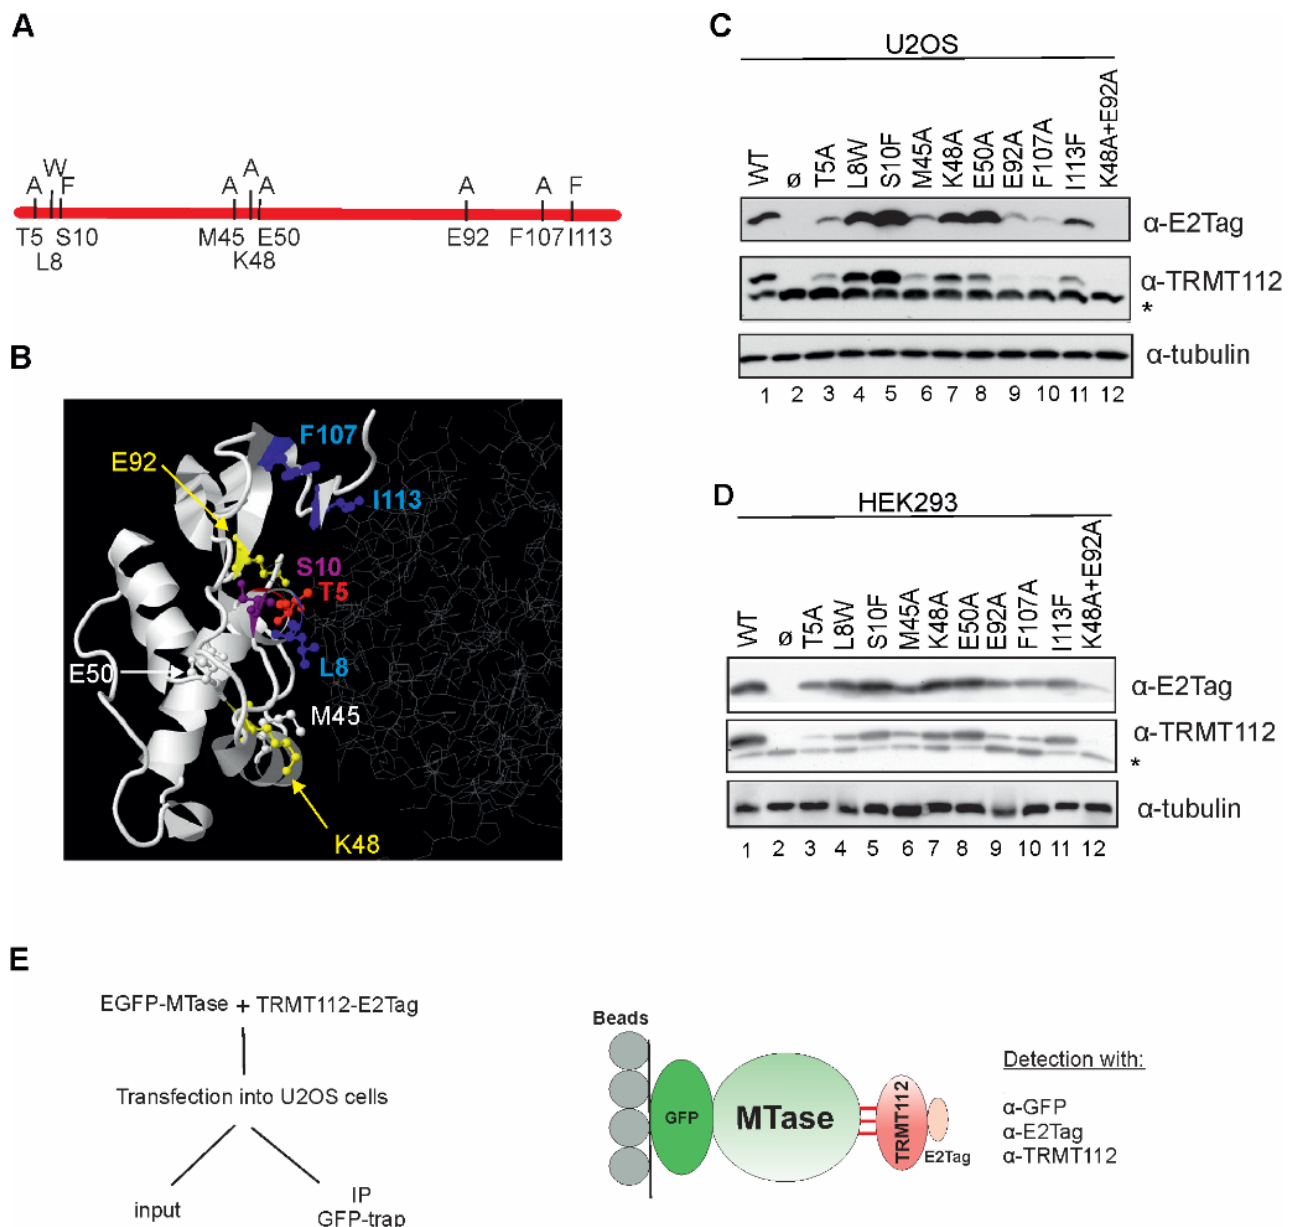 A
A W F A A A A A F
T5 L8 S10 M45 K48 E50 E92 F107 I113
B
F107
E92
I113
S10
T5
E50
L8
M45
K48
C
U2OS
WT ø T5A L8W S10F M45A K48A E50A E92A F107A I113F K48A+E92A
α-E2Tag
α-TRMT112
*
α-tubulin
1 2 3 4 5 6 7 8 9 10 11 12
D
HEK293
WT ø T5A L8W S10F M45A K48A E50A E92A F107A I113F K48A+E92A
α-E2Tag
α-TRMT112
*
α-tubulin
1 2 3 4 5 6 7 8 9 10 11 12
E
EGFP-MTase + TRMT112-E2Tag
Transfection into U2OS cells
input
IP
GFP-trap
Beads
GFP
MTase
TRMT112
E2Tag
Detection with:
α-GFP
α-E2Tag
α-TRMT112